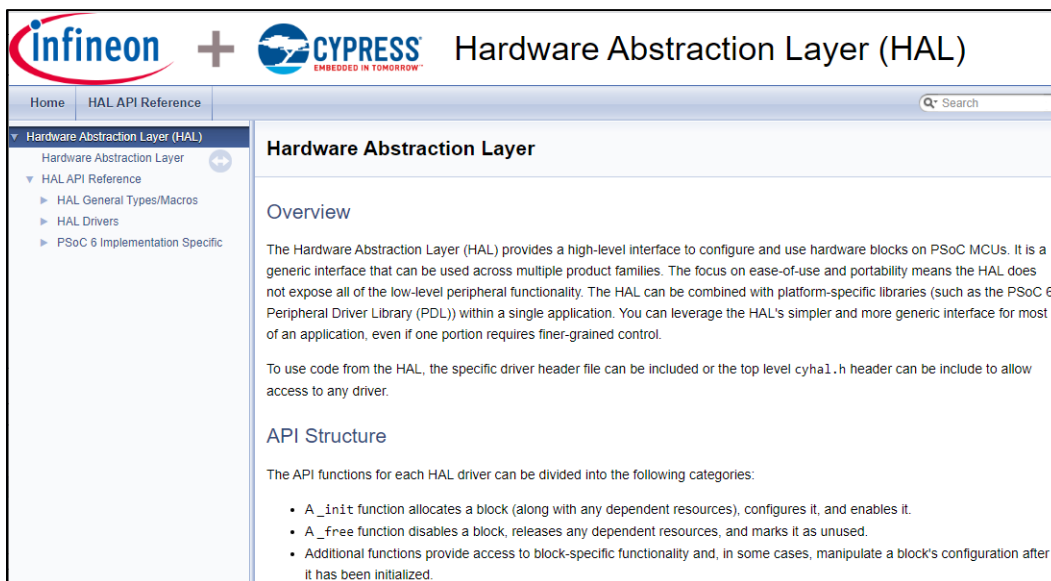 infineon + CYPRESS Hardware Abstraction Layer (HAL)
EMBEDDED IN TOMORROW™
Home HAL API Reference Search
Hardware Abstraction Layer (HAL)
Hardware Abstraction Layer
HAL API Reference
HAL General Types/Macros
HAL Drivers
PSoC 6 Implementation Specific
Hardware Abstraction Layer
Overview
The Hardware Abstraction Layer (HAL) provides a high-level interface to configure and use hardware blocks on PSoC MCUs. It is a
generic interface that can be used across multiple product families. The focus on ease-of-use and portability means the HAL does
not expose all of the low-level peripheral functionality. The HAL can be combined with platform-specific libraries (such as the PSoC 6
Peripheral Driver Library (PDL)) within a single application. You can leverage the HAL's simpler and more generic interface for most
of an application, even if one portion requires finer-grained control.
To use code from the HAL, the specific driver header file can be included or the top level cyhal.h header can be include to allow
access to any driver.
API Structure
The API functions for each HAL driver can be divided into the following categories:
• A _init function allocates a block (along with any dependent resources), configures it, and enables it.
• A _free function disables a block, releases any dependent resources, and marks it as unused.
• Additional functions provide access to block-specific functionality and, in some cases, manipulate a block's configuration after
it has been initialized.